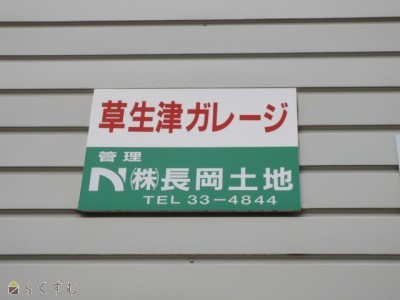 草生津ガレージ
管理
N㈱長岡土地
TEL 33-4844
らくすむ